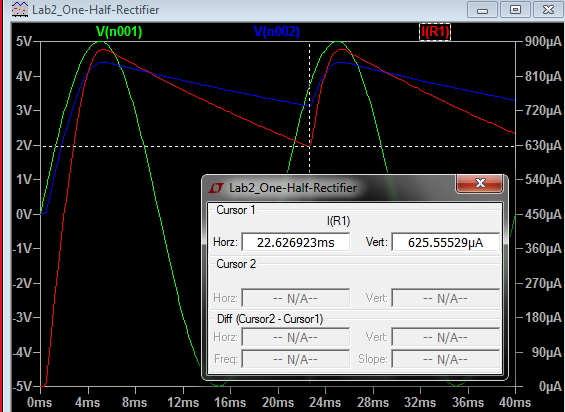 Lab2_One-Half-Rectifier
V(n001) V(n002) I(R1)
5V 900µA
4V 810µA
3V 720µA
2V 630µA
1V 540µA
0V 450µA
-1V 360µA
-2V 270µA
-3V 180µA
-4V 90µA
-5V 0µA
0ms 4ms 8ms 12ms 16ms 20ms 24ms 28ms 32ms 36ms 40ms
Lab2_One-Half-Rectifier
Cursor 1
I(R1)
Horz: 22.626923ms Vert: 625.55529µA
Cursor 2
Horz: -- N/A-- Vert: -- N/A--
Diff (Cursor2 - Cursor1)
Horz: -- N/A-- Vert: -- N/A--
Freq: -- N/A-- Slope: -- N/A--